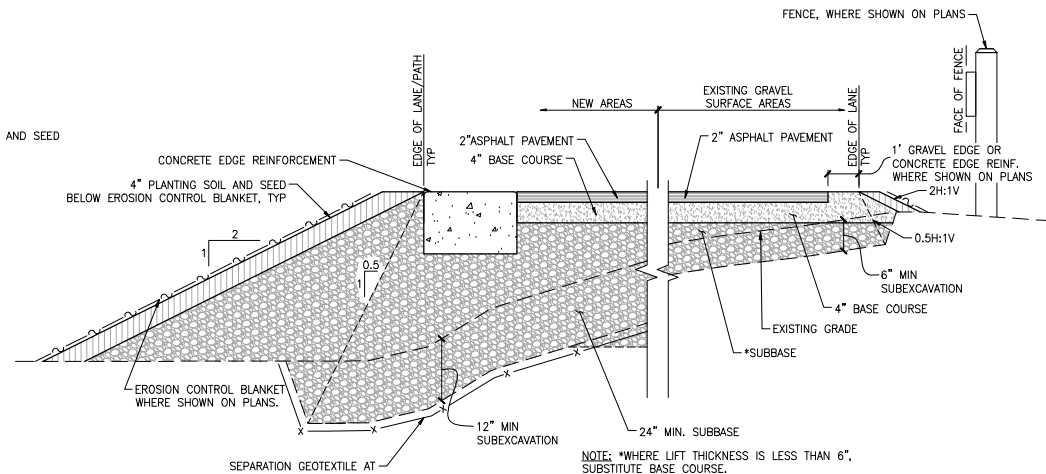 FENCE, WHERE SHOWN ON PLANS
AND SEED
EDGE OF LANE/PATH
TYP
NEW AREAS
EXISTING GRAVEL
SURFACE AREAS
EDGE OF LANE
TYP
FACE OF FENCE
2" ASPHALT PAVEMENT
4" BASE COURSE
2" ASPHALT PAVEMENT
1' GRAVEL EDGE OR
CONCRETE EDGE REINF.
WHERE SHOWN ON PLANS
CONCRETE EDGE REINFORCEMENT
4" PLANTING SOIL AND SEED
BELOW EROSION CONTROL BLANKET, TYP
2H:1V
2
1
0.5
1
0.5H:1V
6" MIN
SUBEXCAVATION
4" BASE COURSE
EXISTING GRADE
*SUBBASE
EROSION CONTROL BLANKET
WHERE SHOWN ON PLANS.
X
X
X
X
X
X
12" MIN
SUBEXCAVATION
24" MIN. SUBBASE
SEPARATION GEOTEXTILE AT
NOTE: *WHERE LIFT THICKNESS IS LESS THAN 6",
SUBSTITUTE BASE COURSE.